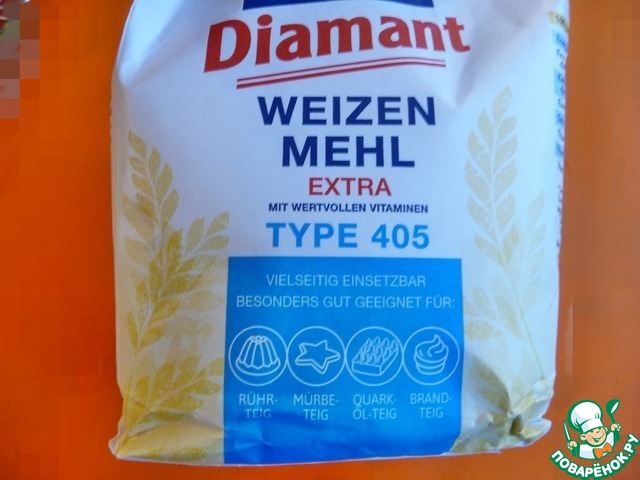 Diamant
WEIZEN
MEHL
EXTRA
MIT WERTVOLLEN VITAMINEN
TYPE 405
VIELSEITIG EINSETZBAR
BESONDERS GUT GEEIGNET FÜR:
RÜHR-
TEIG
MÜRBE-
TEIG
QUARK-
ÖL-TEIG
BRAND-
TEIG
ПОВАРЁНОК.РУ